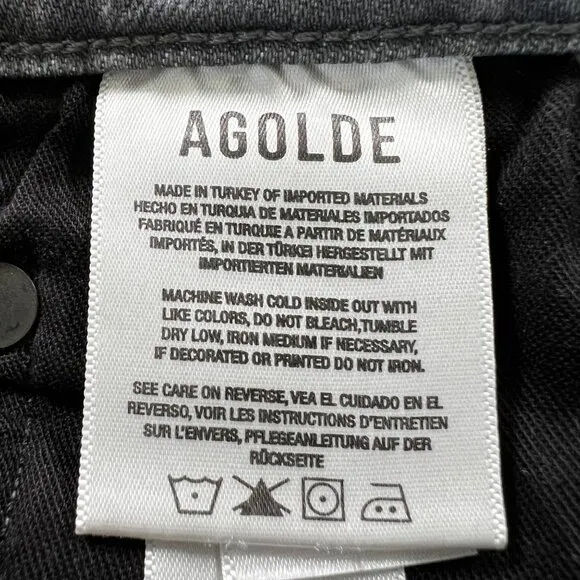 AGOLDE
MADE IN TURKEY OF IMPORTED MATERIALS
HECHO EN TURQUIA DE MATERIALES IMPORTADOS
FABRIQUÉ EN TURQUIE A PARTIR DE MATÉRIAUX
IMPORTÉS, IN DER TÜRKEI HERGESTELLT MIT
IMPORTIERTEN MATERIALIEN
MACHINE WASH COLD INSIDE OUT WITH
LIKE COLORS, DO NOT BLEACH,TUMBLE
DRY LOW, IRON MEDIUM IF NECESSARY,
IF DECORATED OR PRINTED DO NOT IRON.
SEE CARE ON REVERSE, VEA EL CUIDADO EN EL
REVERSO, VOIR LES INSTRUCTIONS D'ENTRETIEN
SUR L'ENVERS, PFLEGEANLEITUNG AUF DER
RÜCKSEITE